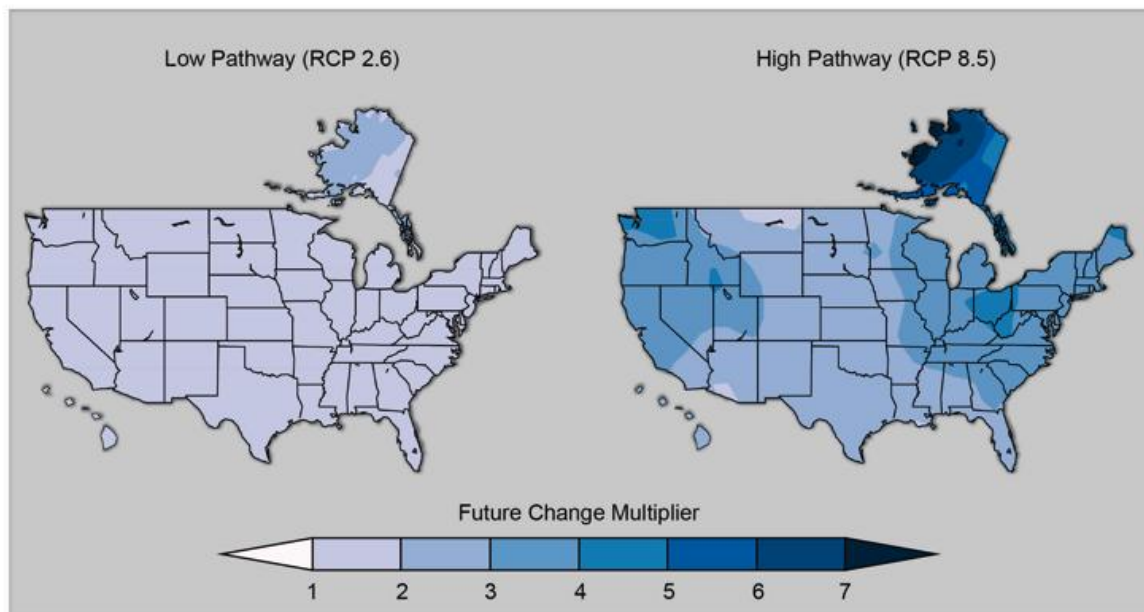 Low Pathway (RCP 2.6)
High Pathway (RCP 8.5)
Future Change Multiplier
1 2 3 4 5 6 7